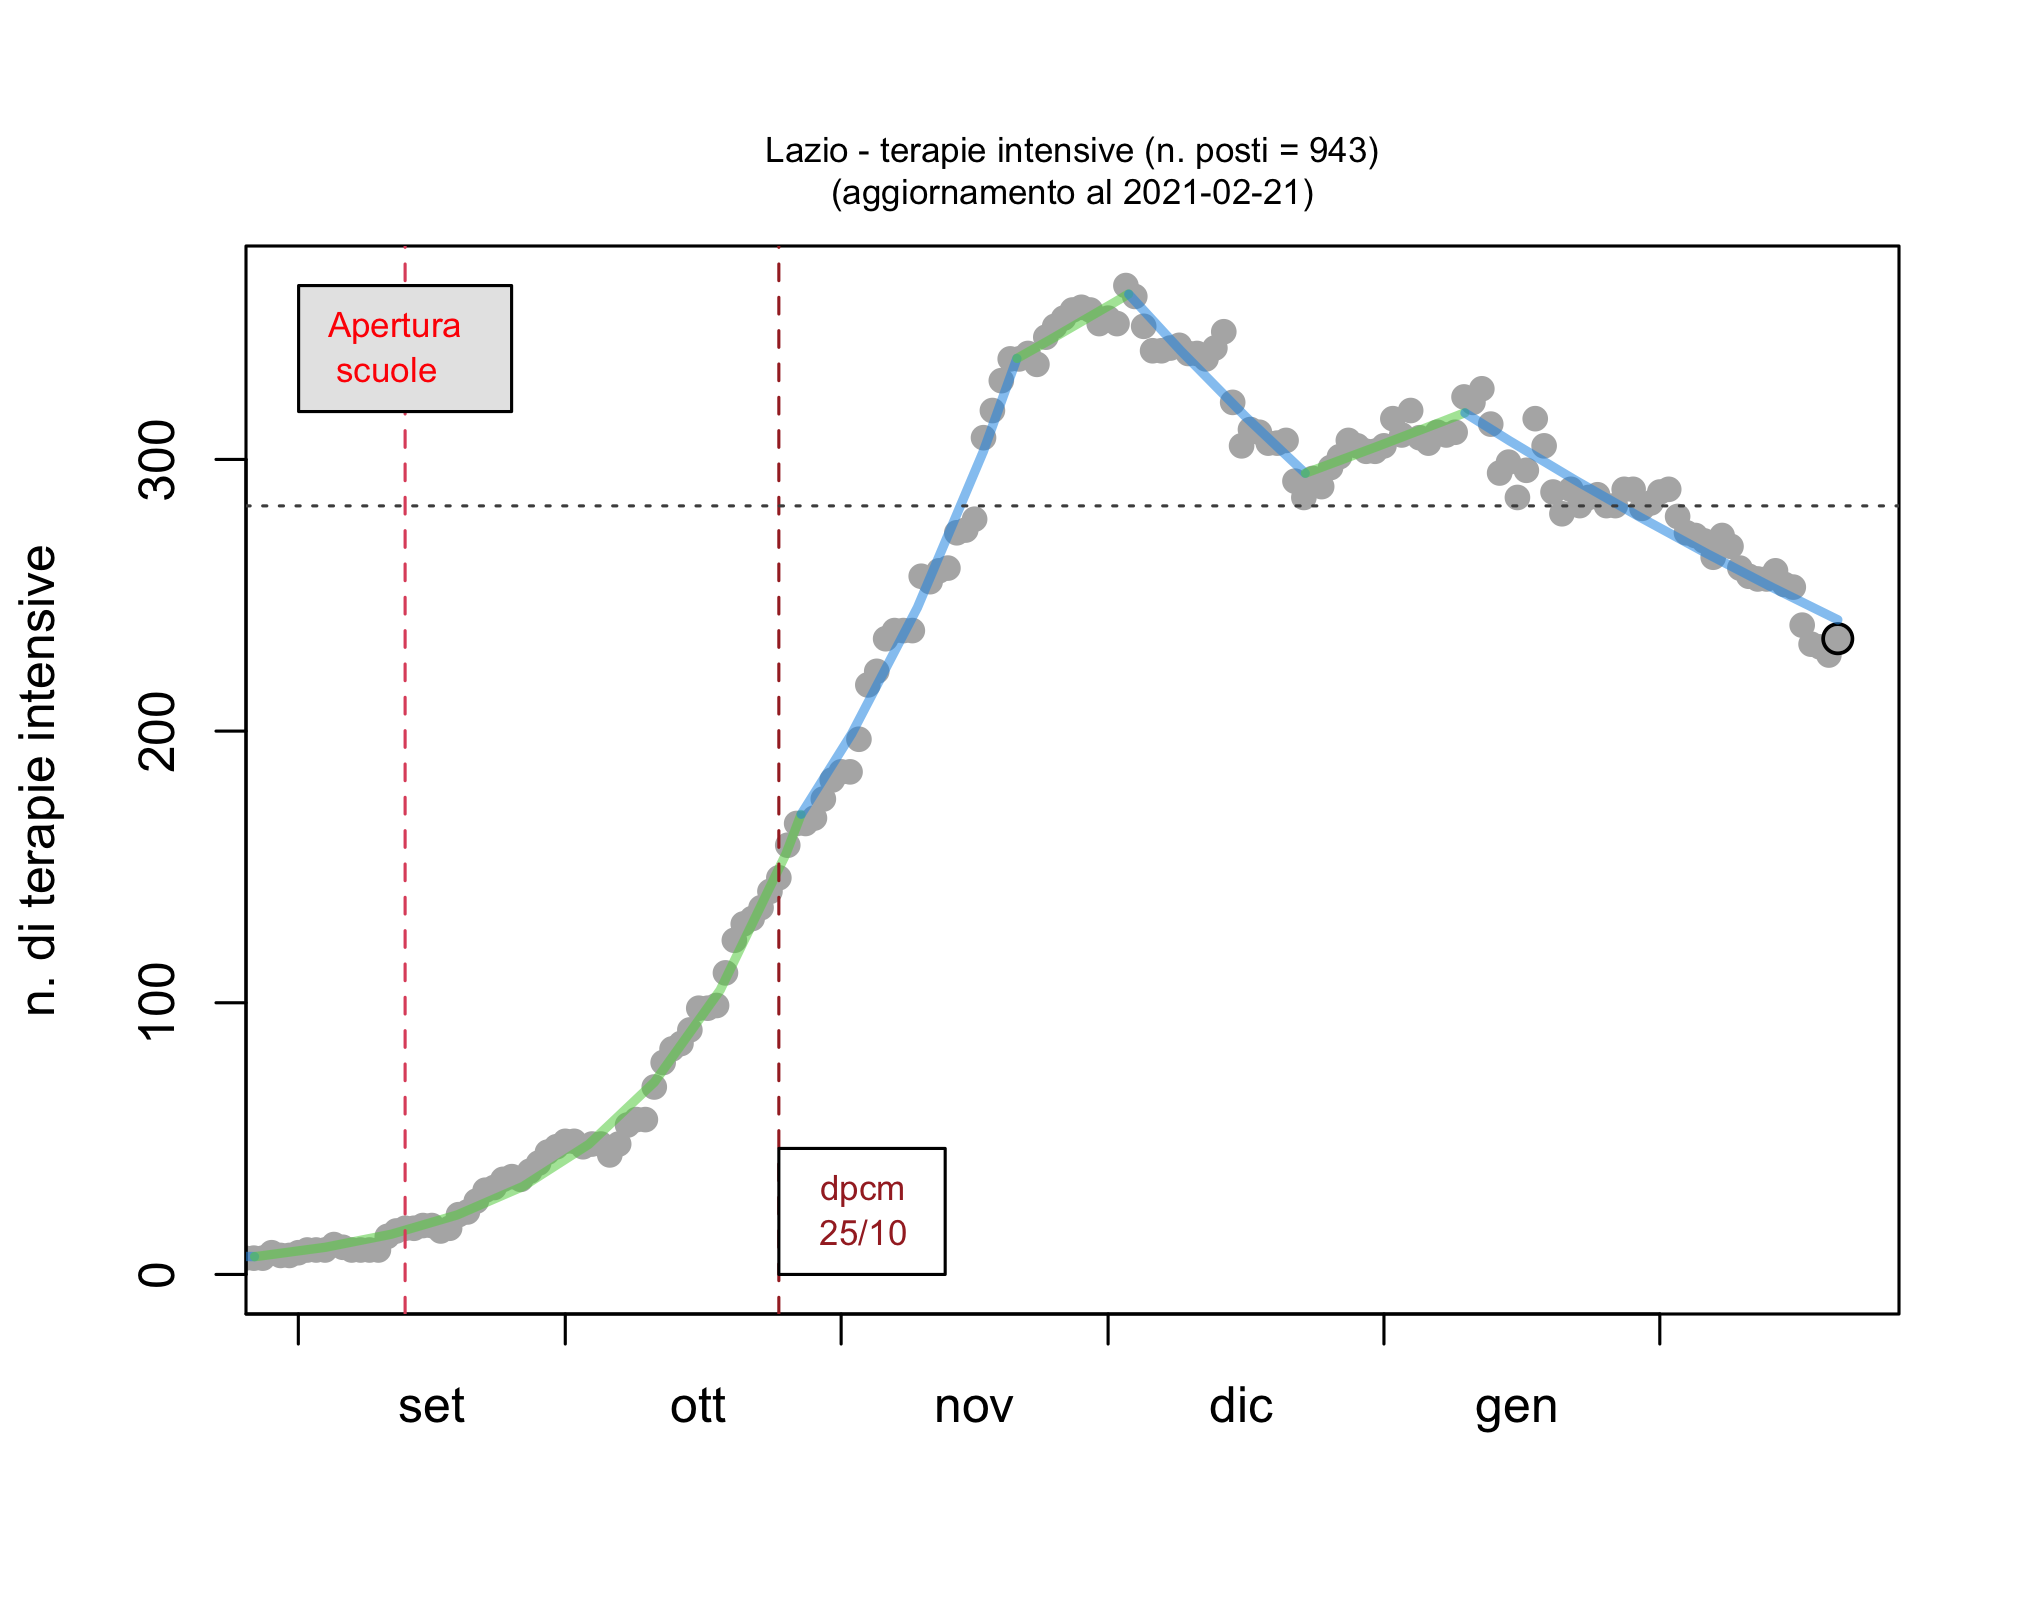 Lazio - terapie intensive (n. posti = 943)
(aggiornamento al 2021-02-21)
Apertura
scuole
n. di terapie intensive
300
200
100
0
dpcm
25/10
set ott nov dic gen